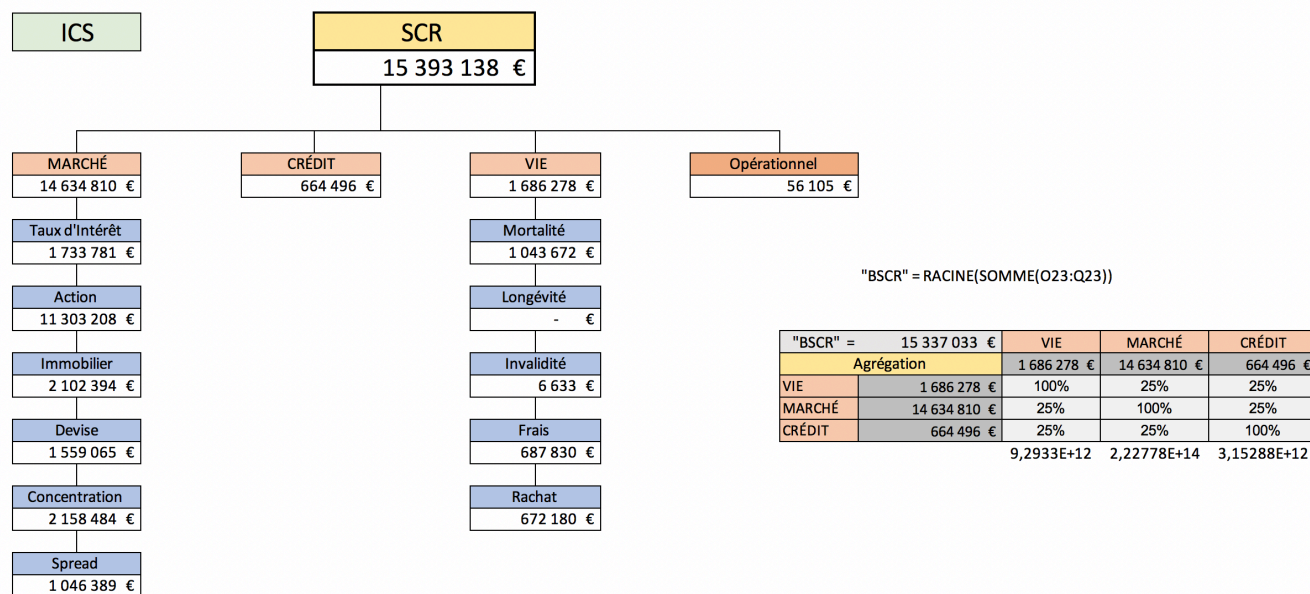 ICS
SCR
15 393 138 €
MARCHÉ
14 634 810 €
CRÉDIT
664 496 €
VIE
1 686 278 €
Opérationnel
56 105 €
Taux d'Intérêt
1 733 781 €
Action
11 303 208 €
Immobilier
2 102 394 €
Devise
1 559 065 €
Concentration
2 158 484 €
Spread
1 046 389 €
Mortalité
1 043 672 €
Longévité
- €
Invalidité
6 633 €
Frais
687 830 €
Rachat
672 180 €
"BSCR" = RACINE(SOMME(O23:Q23))
"BSCR" = 15 337 033 € VIE MARCHÉ CRÉDIT
Agrégation 1 686 278 € 14 634 810 € 664 496 €
VIE 1 686 278 € 100% 25% 25%
MARCHÉ 14 634 810 € 25% 100% 25%
CRÉDIT 664 496 € 25% 25% 100%
9,2933E+12 2,22778E+14 3,15288E+12